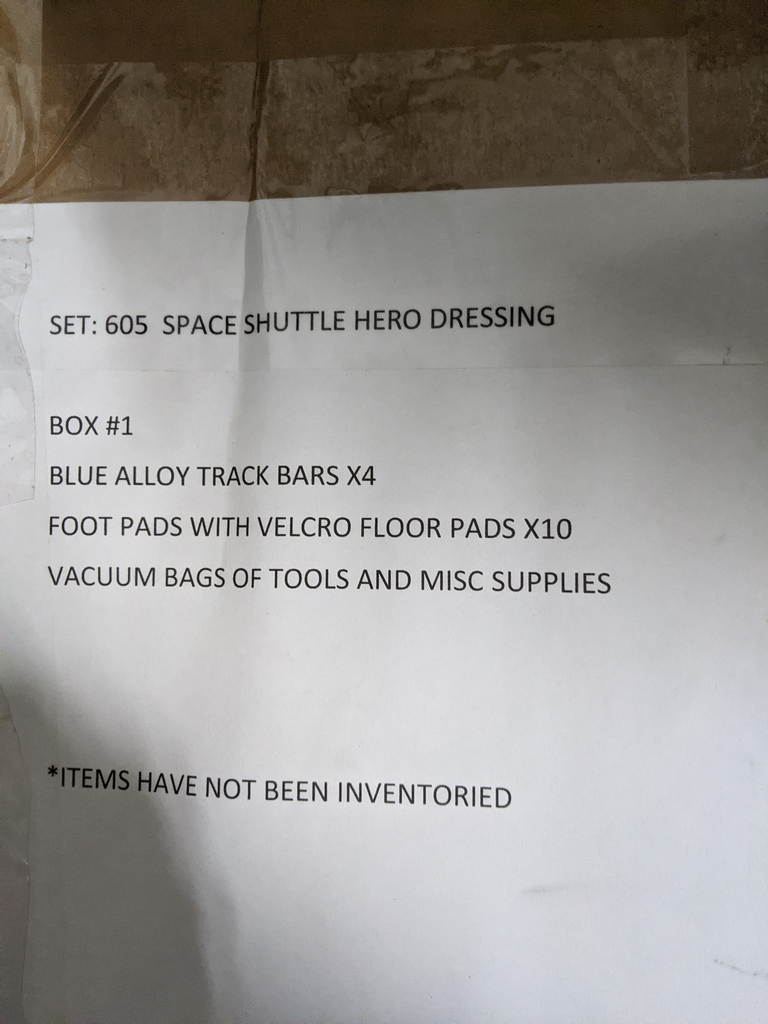 SET: 605 SPACE SHUTTLE HERO DRESSING
BOX #1
BLUE ALLOY TRACK BARS X4
FOOT PADS WITH VELCRO FLOOR PADS X10
VACUUM BAGS OF TOOLS AND MISC SUPPLIES
*ITEMS HAVE NOT BEEN INVENTORIED